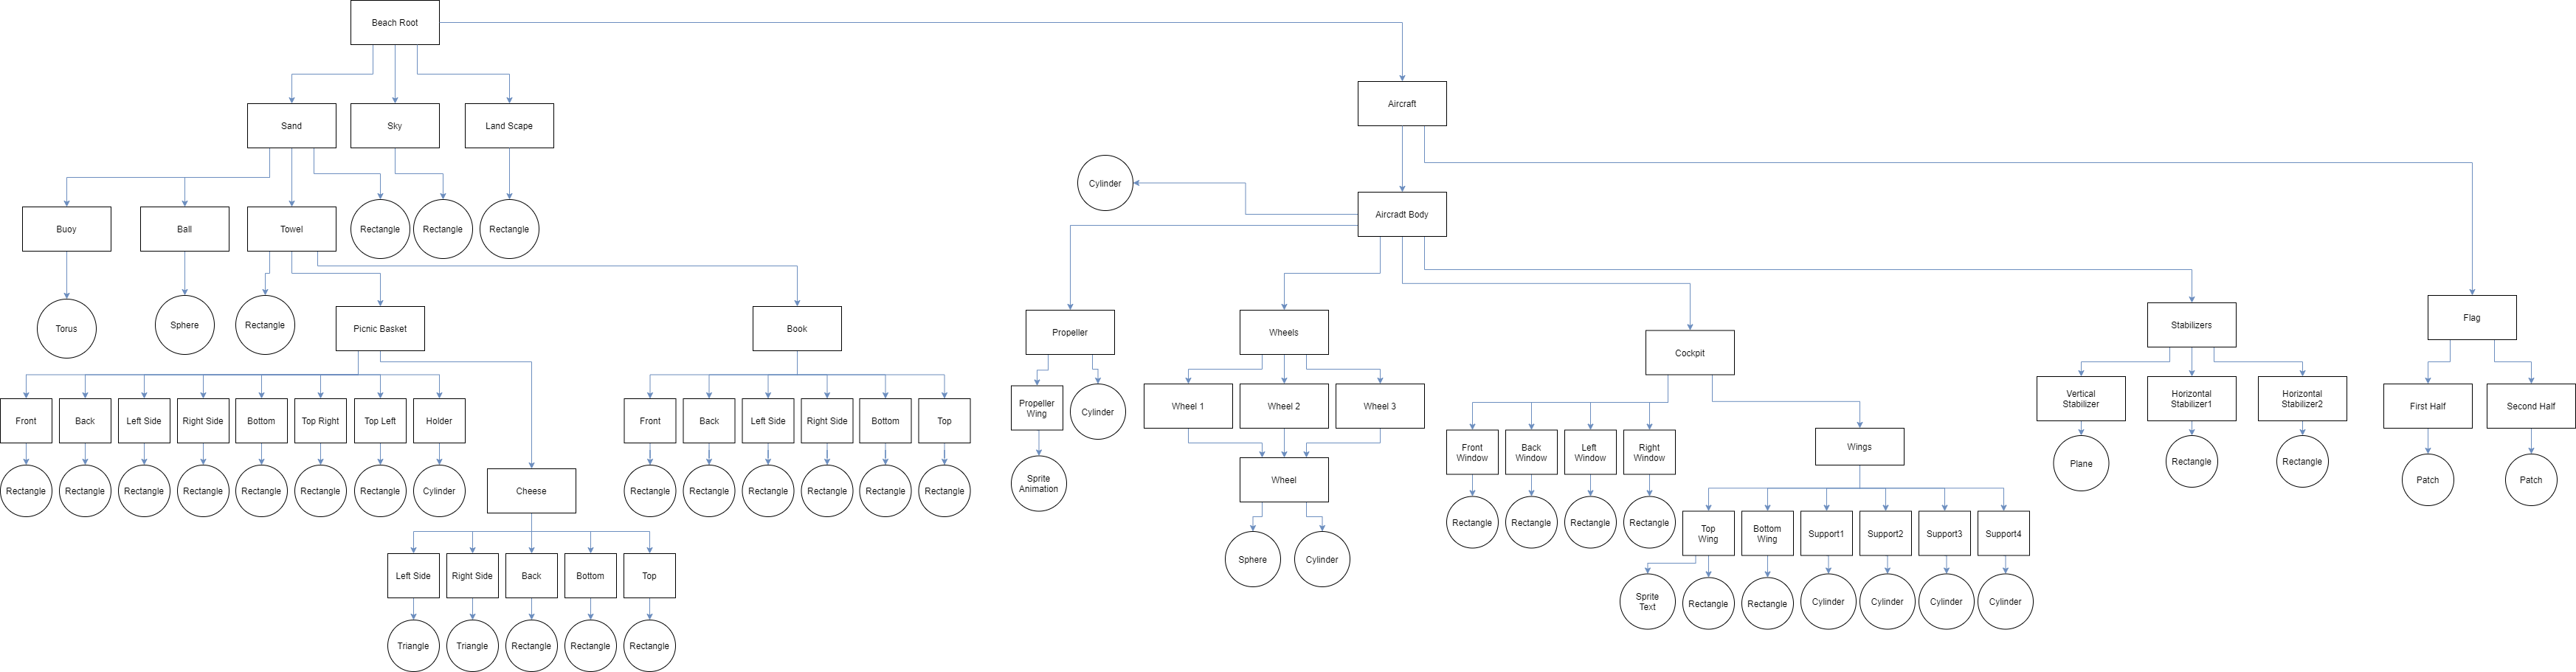 Beach Root
Aircraft
Sand
Sky
Land Scape
Cylinder
Aircradt Body
Buoy
Ball
Towel
Rectangle
Rectangle
Rectangle
Torus
Sphere
Rectangle
Picnic Basket
Book
Propeller
Wheels
Cockpit
Stabilizers
Flag
Front
Back
Left Side
Right Side
Bottom
Top Right
Top Left
Holder
Front
Back
Left Side
Right Side
Bottom
Top
Propeller
Wing
Cylinder
Wheel 1
Wheel 2
Wheel 3
Vertical
Stabilizer
Horizontal
Stabilizer1
Horizontal
Stabilizer2
First Half
Second Half
Front
Window
Back
Window
Left
Window
Right
Window
Wings
Rectangle
Rectangle
Rectangle
Rectangle
Rectangle
Rectangle
Rectangle
Cylinder
Cheese
Rectangle
Rectangle
Rectangle
Rectangle
Rectangle
Rectangle
Sprite
Animation
Wheel
Plane
Rectangle
Rectangle
Patch
Patch
Rectangle
Rectangle
Rectangle
Rectangle
Top
Wing
Bottom
Wing
Support1
Support2
Support3
Support4
Sphere
Cylinder
Left Side
Right Side
Back
Bottom
Top
Sprite
Text
Rectangle
Rectangle
Cylinder
Cylinder
Cylinder
Cylinder
Triangle
Triangle
Rectangle
Rectangle
Rectangle